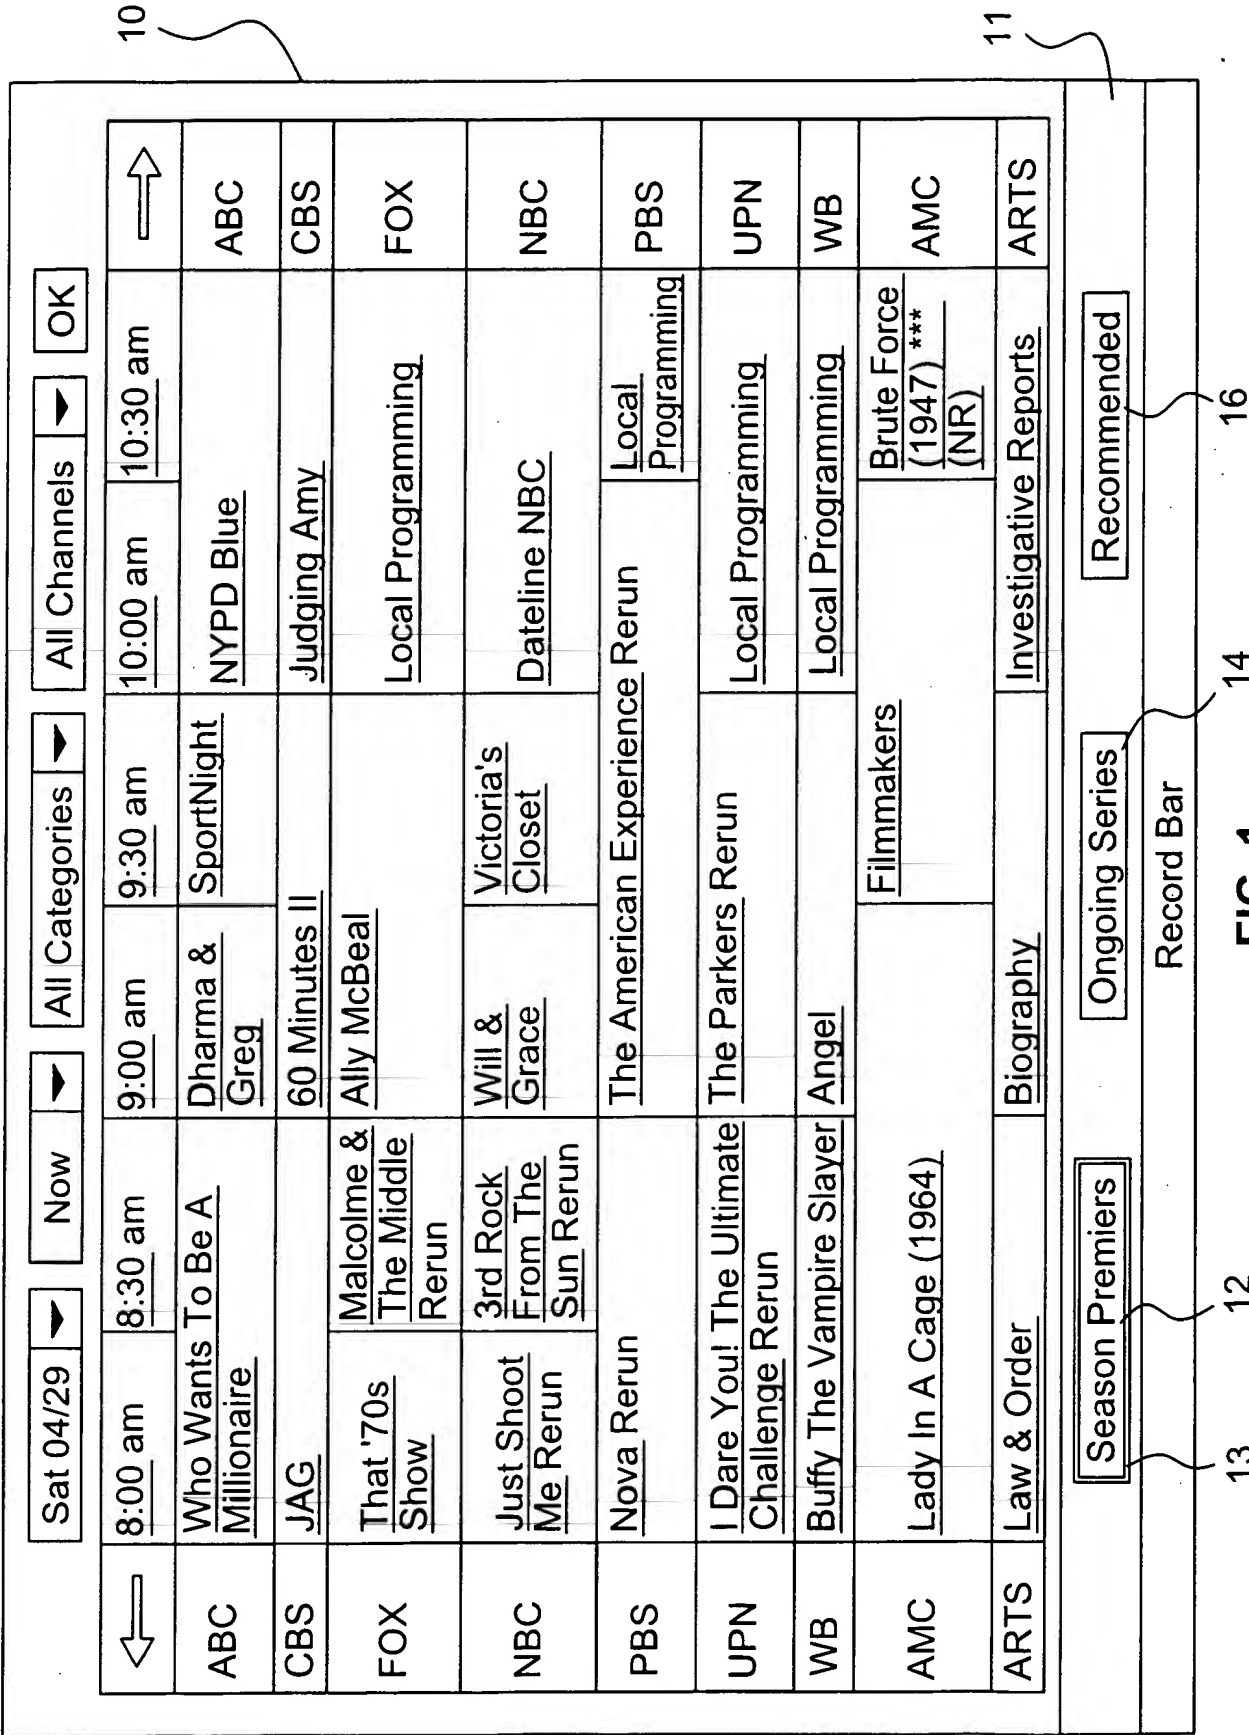 10
Sat 04/29 Now All Categories All Channels OK
8:00 am 8:30 am 9:00 am 9:30 am 10:00 am 10:30 am
ABC Who Wants To Be A Dharma & SportNight NYPD Blue ABC
Millionaire Greg
CBS JAG 60 Minutes II Judging Amy CBS
FOX That '70s Malcolme & Ally McBeal Local Programming FOX
Show The Middle
Rerun
NBC Just Shoot 3rd Rock Will & Victoria's Dateline NBC NBC
Me Rerun From The Grace Closet
Sun Rerun
PBS Nova Rerun The American Experience Rerun Local PBS
Programming
UPN I Dare You! The Ultimate The Parkers Rerun Local Programming UPN
Challenge Rerun
WB Buffy The Vampire Slayer Angel Local Programming WB
AMC Lady In A Cage (1964) Filmmakers Brute Force AMC
(1947) ***
(NR)
ARTS Law & Order Biography Investigative Reports ARTS
11
Season Premiers Ongoing Series Recommended
Record Bar
13 12 14 16
FIG. 1